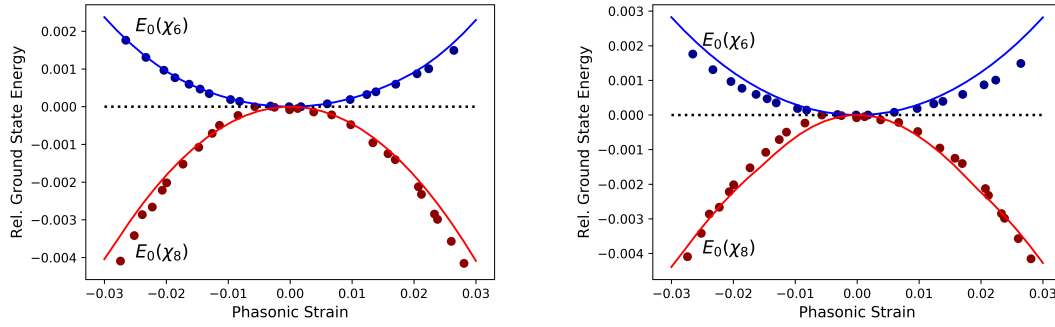 0.002
0.001
0.000
−0.001
−0.002
−0.003
−0.004
Rel. Ground State Energy
E₀(χ₆)
E₀(χ₈)
−0.03 −0.02 −0.01 0.00 0.01 0.02 0.03
Phasonic Strain
0.003
0.002
0.001
0.000
−0.001
−0.002
−0.003
−0.004
Rel. Ground State Energy
E₀(χ₆)
E₀(χ₈)
−0.03 −0.02 −0.01 0.00 0.01 0.02 0.03
Phasonic Strain